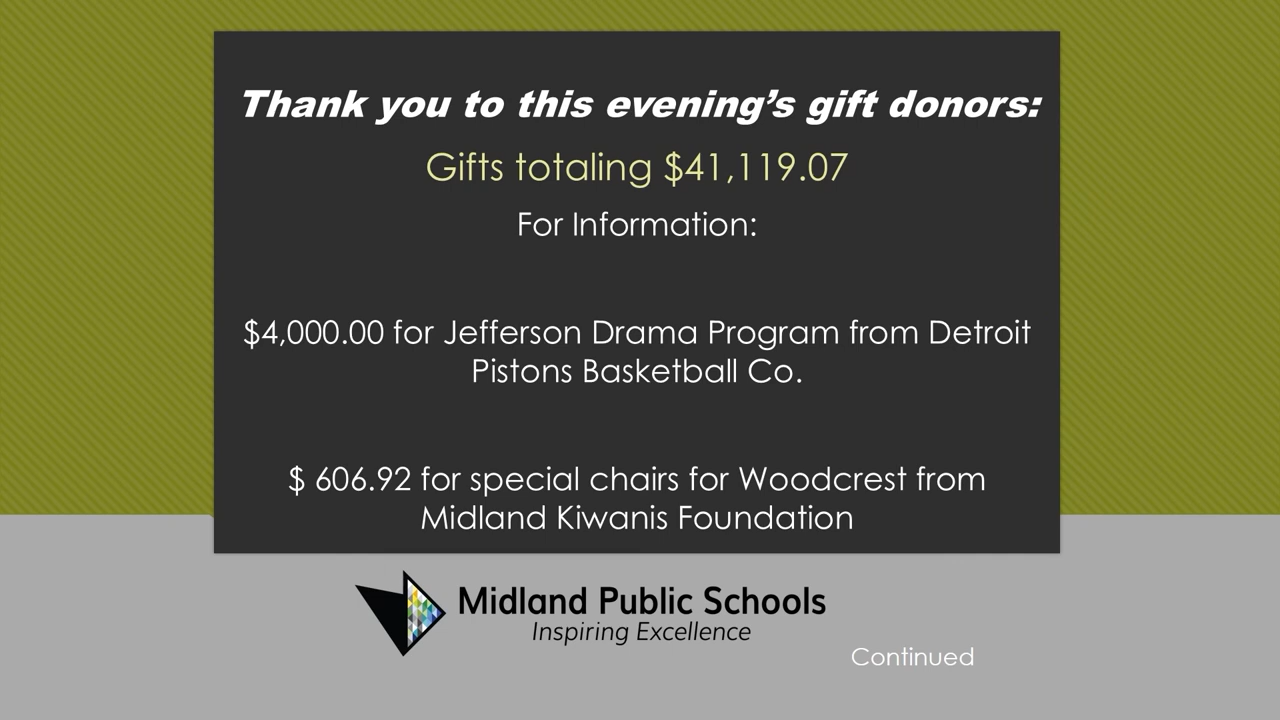 Thank you to this evening’s gift donors:
Gifts totaling $41,119.07
For Information:
$4,000.00 for Jefferson Drama Program from Detroit
Pistons Basketball Co.
$ 606.92 for special chairs for Woodcrest from
Midland Kiwanis Foundation
Midland Public Schools
Inspiring Excellence
Continued